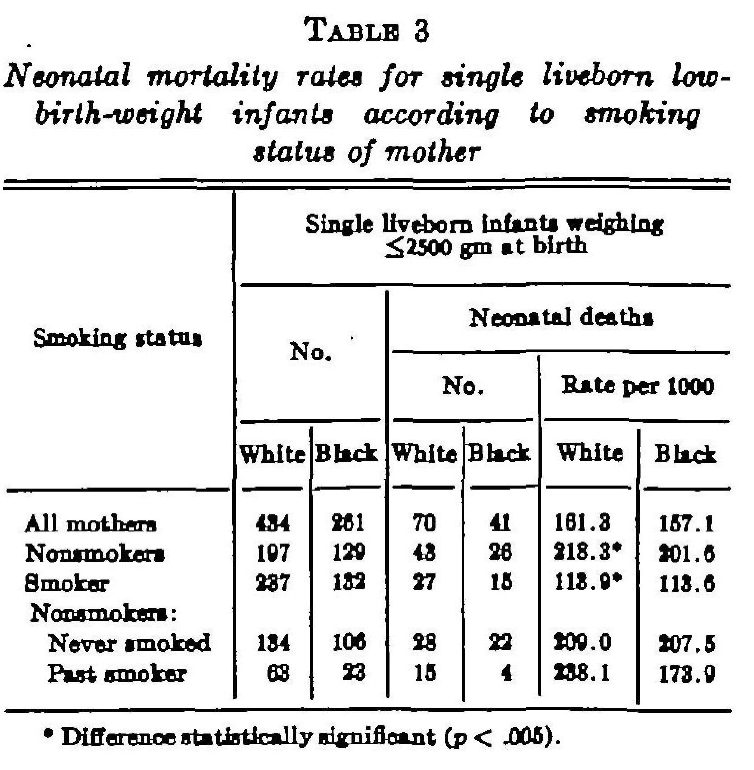 TABLE 3
Neonatal mortality rates for single liveborn low-
birth-weight infants according to smoking
status of mother
Single liveborn infants weighing
≤2500 gm at birth
Smoking status
No.
Neonatal deaths
No. Rate per 1000
White Black White Black White Black
All mothers 434 261 70 41 161.3 157.1
Nonsmokers 197 129 43 26 218.3* 201.6
Smoker 237 132 27 15 113.9* 113.6
Nonsmokers:
Never smoked 134 106 28 22 209.0 207.5
Past smoker 63 23 15 4 238.1 173.9
* Difference statistically significant (p < .005).